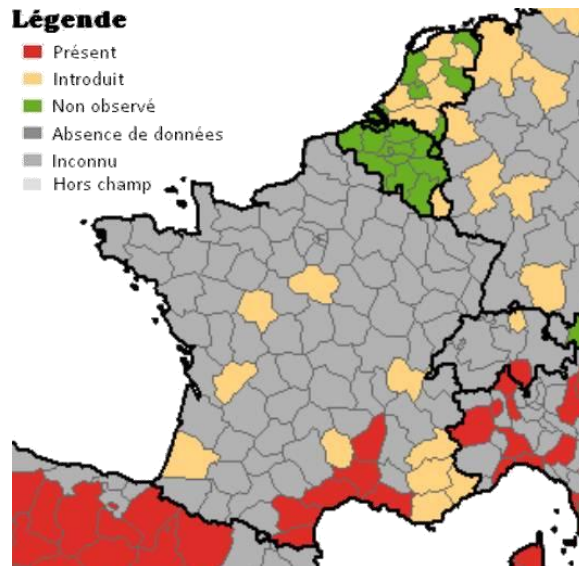 Légende
Présent
Introduit
Non observé
Absence de données
Inconnu
Hors champ